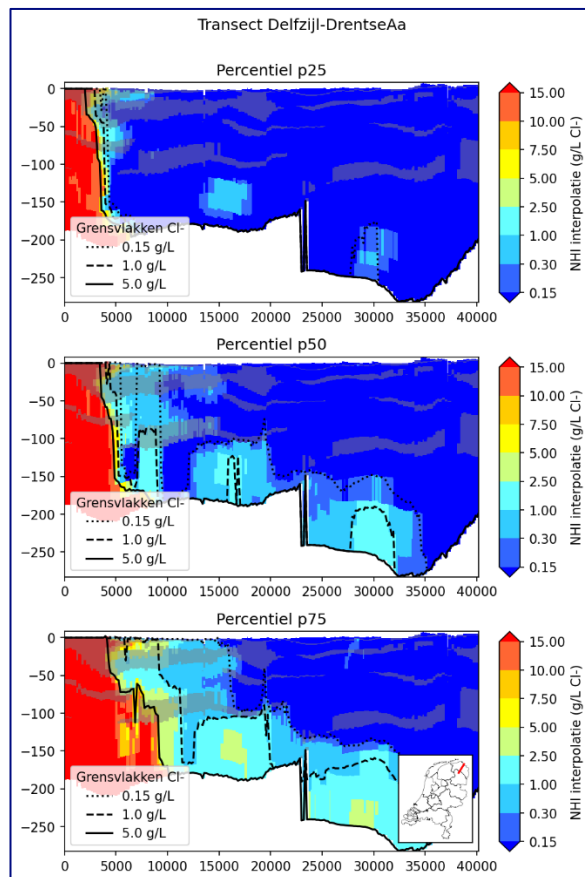 Transect Delfzijl-DrentseAa
Percentiel p25
0
−50
−100
−150
−200
−250
Grensvlakken Cl-
0.15 g/L
1.0 g/L
5.0 g/L
0 5000 10000 15000 20000 25000 30000 35000 40000
15.00
10.00
7.50
5.00
2.50
1.00
0.30
0.15
NHI interpolatie (g/L Cl-)
Percentiel p50
0
−50
−100
−150
−200
−250
Grensvlakken Cl-
0.15 g/L
1.0 g/L
5.0 g/L
0 5000 10000 15000 20000 25000 30000 35000 40000
15.00
10.00
7.50
5.00
2.50
1.00
0.30
0.15
NHI interpolatie (g/L Cl-)
Percentiel p75
0
−50
−100
−150
−200
−250
Grensvlakken Cl-
0.15 g/L
1.0 g/L
5.0 g/L
0 5000 10000 15000 20000 25000 30000 35000 40000
15.00
10.00
7.50
5.00
2.50
1.00
0.30
0.15
NHI interpolatie (g/L Cl-)